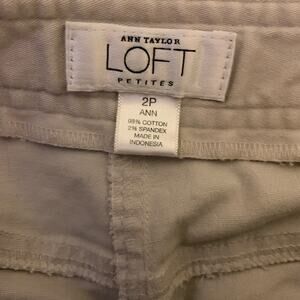 ANN TAYLOR
LOFT
PETITES
2P
ANN
98% COTTON
2% SPANDEX
MADE IN
INDONESIA